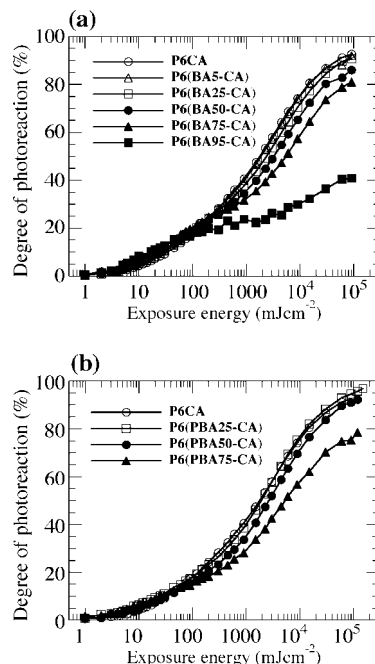 (a)
Degree of photoreaction (%)
100
80
60
40
20
0
P6CA
P6(BA5-CA)
P6(BA25-CA)
P6(BA50-CA)
P6(BA75-CA)
P6(BA95-CA)
1 10 100 1000 10⁴ 10⁵
Exposure energy (mJcm⁻²)
(b)
Degree of photoreaction (%)
100
80
60
40
20
0
P6CA
P6(PBA25-CA)
P6(PBA50-CA)
P6(PBA75-CA)
1 10 100 1000 10⁴ 10⁵
Exposure energy (mJcm⁻²)